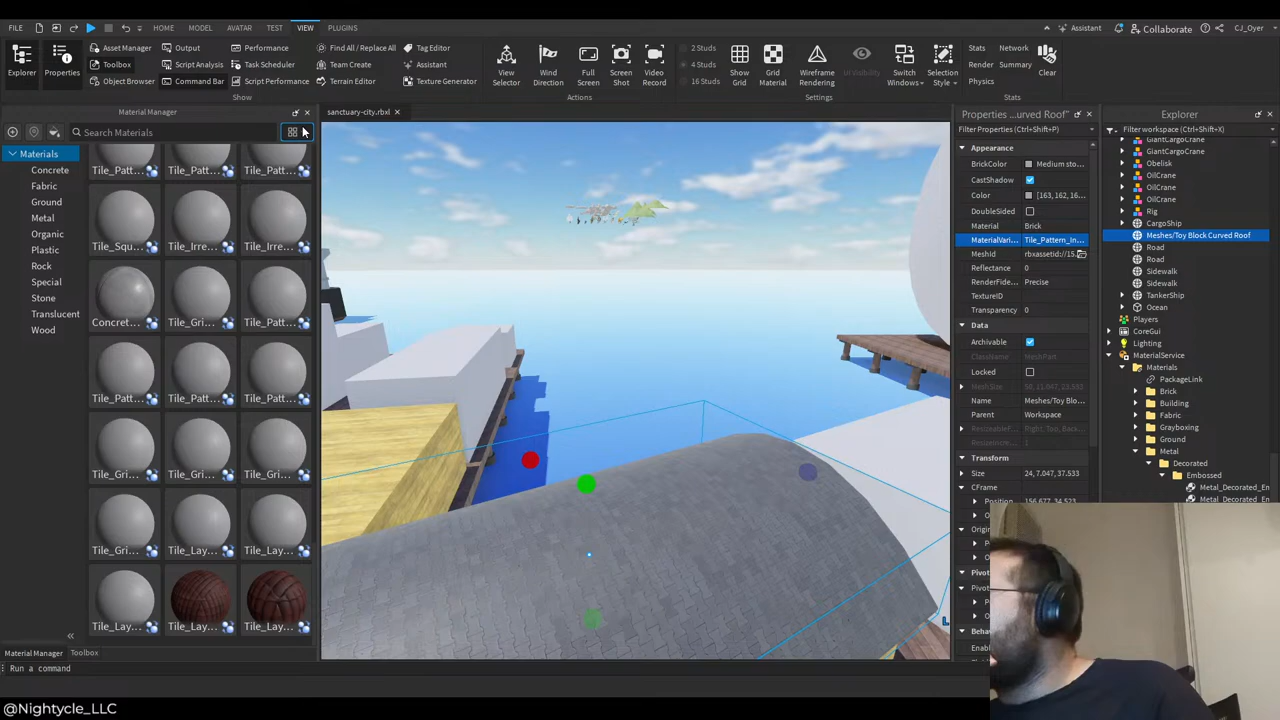 FILE HOME MODEL AVATAR TEST VIEW PLUGINS Assistant Collaborate CJ_Oyer
Explorer Properties
Asset Manager Output Performance Find All / Replace All Tag Editor
Toolbox Script Analysis Task Scheduler Team Create Assistant
Object Browser Command Bar Script Performance Terrain Editor Texture Generator
Show
View Selector Wind Direction Full Screen Screen Shot Video Record
Actions
2 Studs
4 Studs
16 Studs
Show Grid Grid Material Wireframe Rendering UI Visibility Switch Windows Selection Style
Settings
Stats Network
Render Summary
Physics
Clear
Stats
Material Manager
Search Materials
Materials
Concrete
Fabric
Ground
Metal
Organic
Plastic
Rock
Special
Stone
Translucent
Wood
Tile_Patt... Tile_Patt... Tile_Patt...
Tile_Squ... Tile_Irre... Tile_Irre...
Concret... Tile_Gri... Tile_Patt...
Tile_Patt... Tile_Patt... Tile_Patt...
Tile_Gri... Tile_Gri... Tile_Gri...
Tile_Gri... Tile_Lay... Tile_Lay...
Tile_Lay... Tile_Lay... Tile_Lay...
Material Manager Toolbox
Run a command
sanctuary-city.rbxl
Properties ...urved Roof"
Filter Properties (Ctrl+Shift+P)
Appearance
BrickColor Medium sto...
CastShadow
Color [163, 162, 16...
DoubleSided
Material Brick
MaterialVari... Tile_Pattern_In...
MeshId rbxassetid://15...
Reflectance 0
RenderFide... Precise
TextureID
Transparency 0
Data
Archivable
ClassName MeshPart
Locked
MeshSize 58, 11.047, 23.532
Name Meshes/Toy Blo...
Parent Workspace
Transform
Size 24, 7.047, 37.533
CFrame
Position 156.677, 34.523
Origin
Pivot
Pivot
Behav
Enabl
Explorer
Filter workspace (Ctrl+Shift+X)
GiantCargoCrane
GiantCargoCrane
Obelisk
OilCrane
OilCrane
OilCrane
Rig
CargoShip
Meshes/Toy Block Curved Roof
Road
Road
Sidewalk
Sidewalk
TankerShip
Ocean
Players
CoreGui
Lighting
MaterialService
Materials
PackageLink
Brick
Building
Fabric
Grayboxing
Ground
Metal
Decorated
Embossed
Metal_Decorated_En
Metal_Decorated_En
@Nightycle_LLC